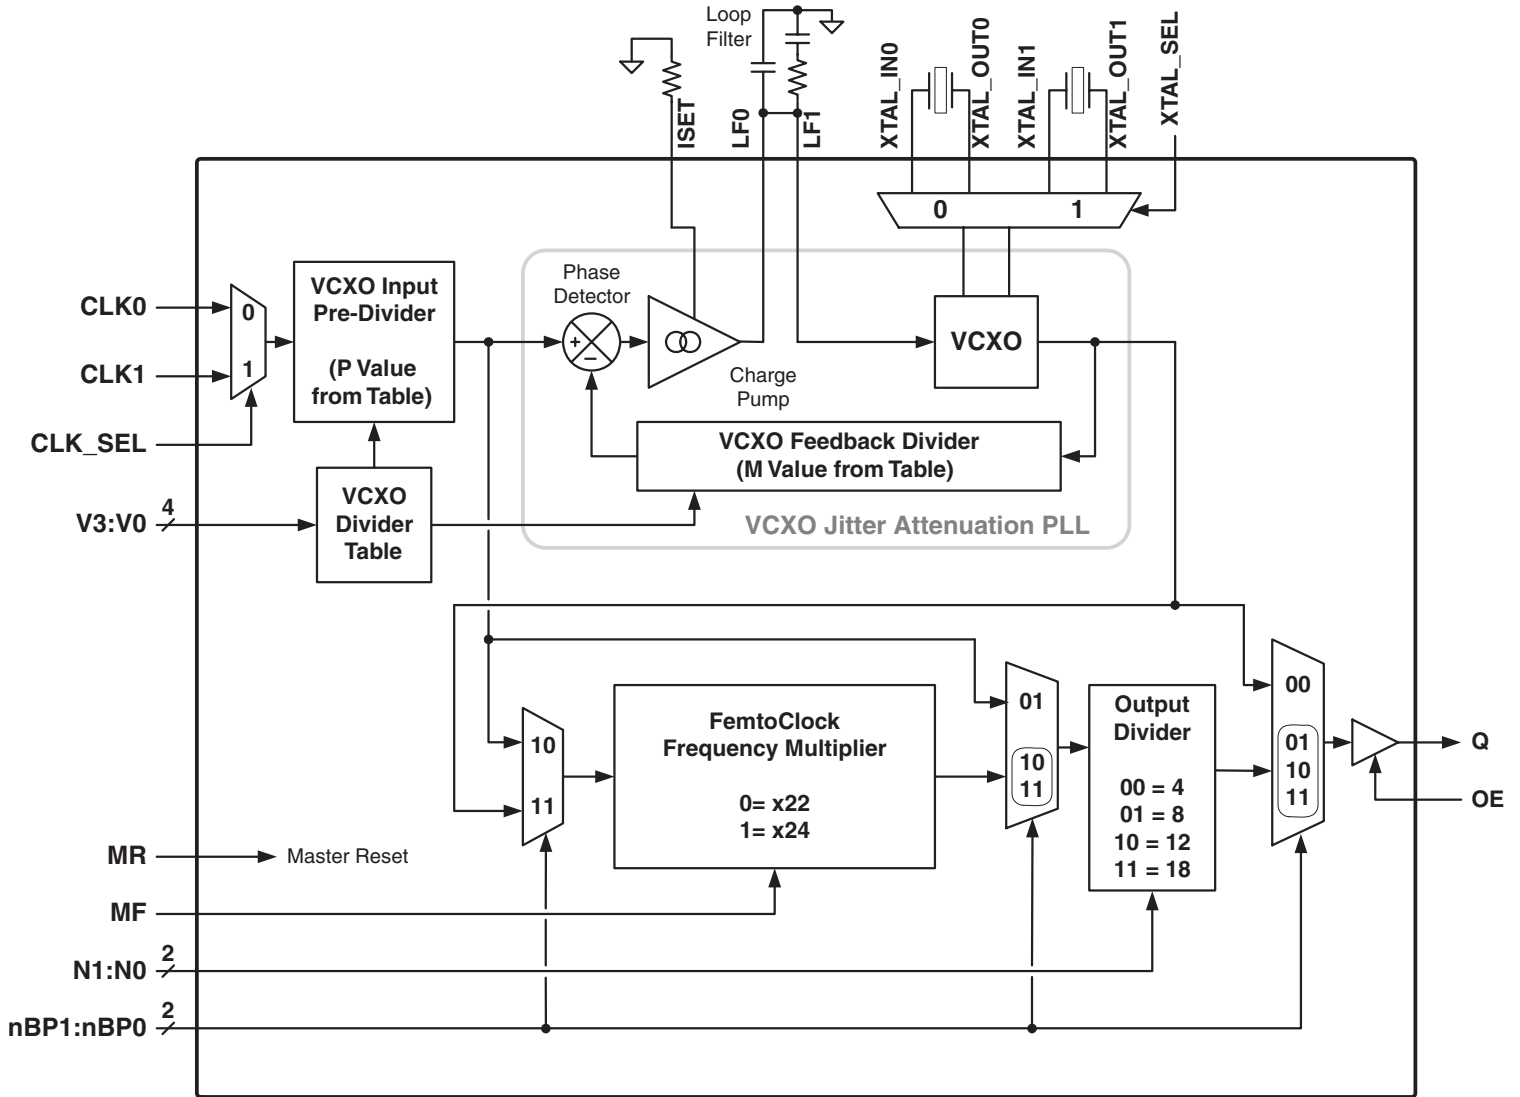 Loop
Filter
ISET
LF0
LF1
XTAL_IN0
XTAL_OUT0
XTAL_IN1
XTAL_OUT1
XTAL_SEL
0
1
CLK0
CLK1
CLK_SEL
V3:V0
4
0
1
VCXO Input
Pre-Divider
(P Value
from Table)
VCXO
Divider
Table
Phase
Detector
+
–
Charge
Pump
VCXO
VCXO Feedback Divider
(M Value from Table)
VCXO Jitter Attenuation PLL
10
11
FemtoClock
Frequency Multiplier
0= x22
1= x24
01
10
11
Output
Divider
00 = 4
01 = 8
10 = 12
11 = 18
00
01
10
11
Q
OE
MR
Master Reset
MF
N1:N0
2
nBP1:nBP0
2